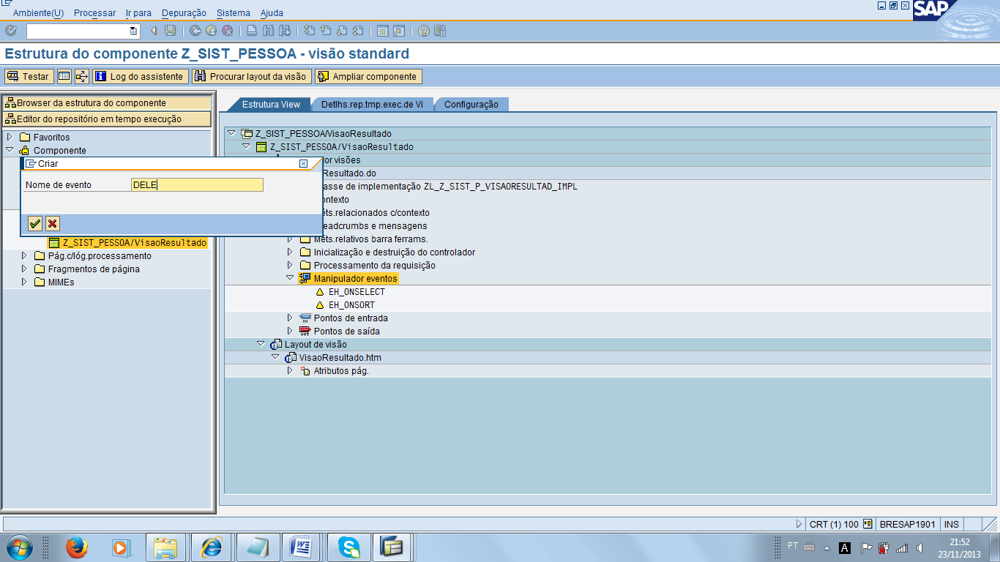 Ambiente(U) Processar Ir para Depuração Sistema Ajuda
SAP
Estrutura do componente Z_SIST_PESSOA - visão standard
Testar Log do assistente Procurar layout da visão Ampliar componente
Browser da estrutura do componente
Editor do repositório em tempo execução
Favoritos
Componente
Criar
Nome de evento DELE
Z_SIST_PESSOA/VisaoResultado
Pág.c/lóg.processamento
Fragmentos de página
MIMEs
Estrutura View Detlhs.rep.tmp.exec.de Vi Configuração
Z_SIST_PESSOA/VisaoResultado
Z_SIST_PESSOA/VisaoResultado
or visões
Resultado.do
asse de implementação ZL_Z_SIST_P_VISAORESULTAD_IMPL
ontexto
éts.relacionados c/contexto
eadcrumbs e mensagens
Méts.relativos barra ferrams.
Inicialização e destruição do controlador
Processamento da requisição
Manipulador eventos
EH_ONSELECT
EH_ONSORT
IN Pontos de entrada
OUT Pontos de saída
Layout de visão
VisaoResultado.htm
Atributos pág.
CRT (1) 100 BRESAP1901 INS
PT A 21:52
23/11/2013